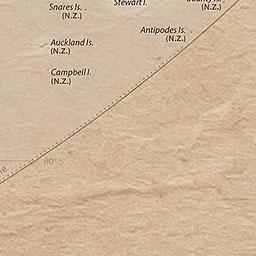 Snares Is.
(N.Z.)
Stewart I.
(N.Z.)
Antipodes Is.
(N.Z.)
Auckland Is.
(N.Z.)
Campbell I.
(N.Z.)
60° S